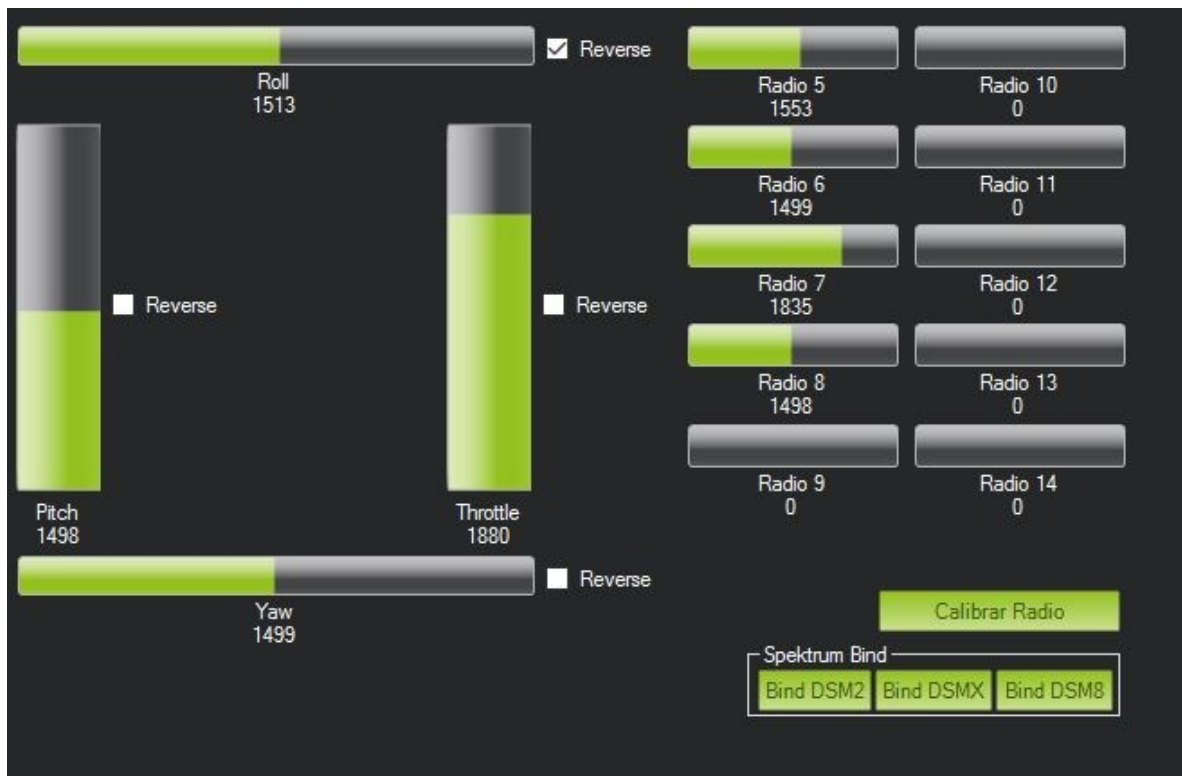 Reverse
Roll
1513
Reverse
Reverse
Pitch
1498
Throttle
1880
Reverse
Yaw
1499
Radio 5
1553
Radio 10
0
Radio 6
1499
Radio 11
0
Radio 7
1835
Radio 12
0
Radio 8
1498
Radio 13
0
Radio 9
0
Radio 14
0
Calibrar Radio
Spektrum Bind
Bind DSM2 Bind DSMX Bind DSM8